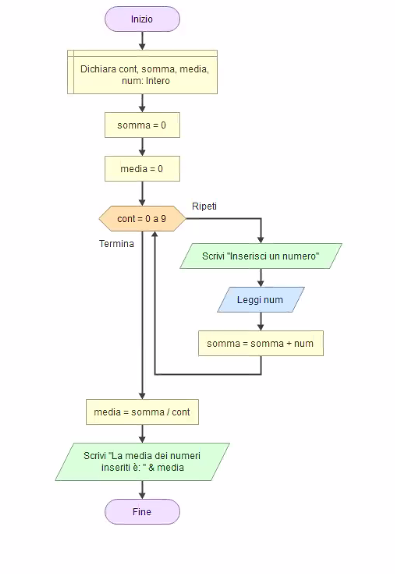 Inizio
Dichiara cont, somma, media,
num: Intero
somma = 0
media = 0
cont = 0 a 9
Ripeti
Termina
Scrivi "Inserisci un numero"
Leggi num
somma = somma + num
media = somma / cont
Scrivi "La media dei numeri
inseriti è: " & media
Fine